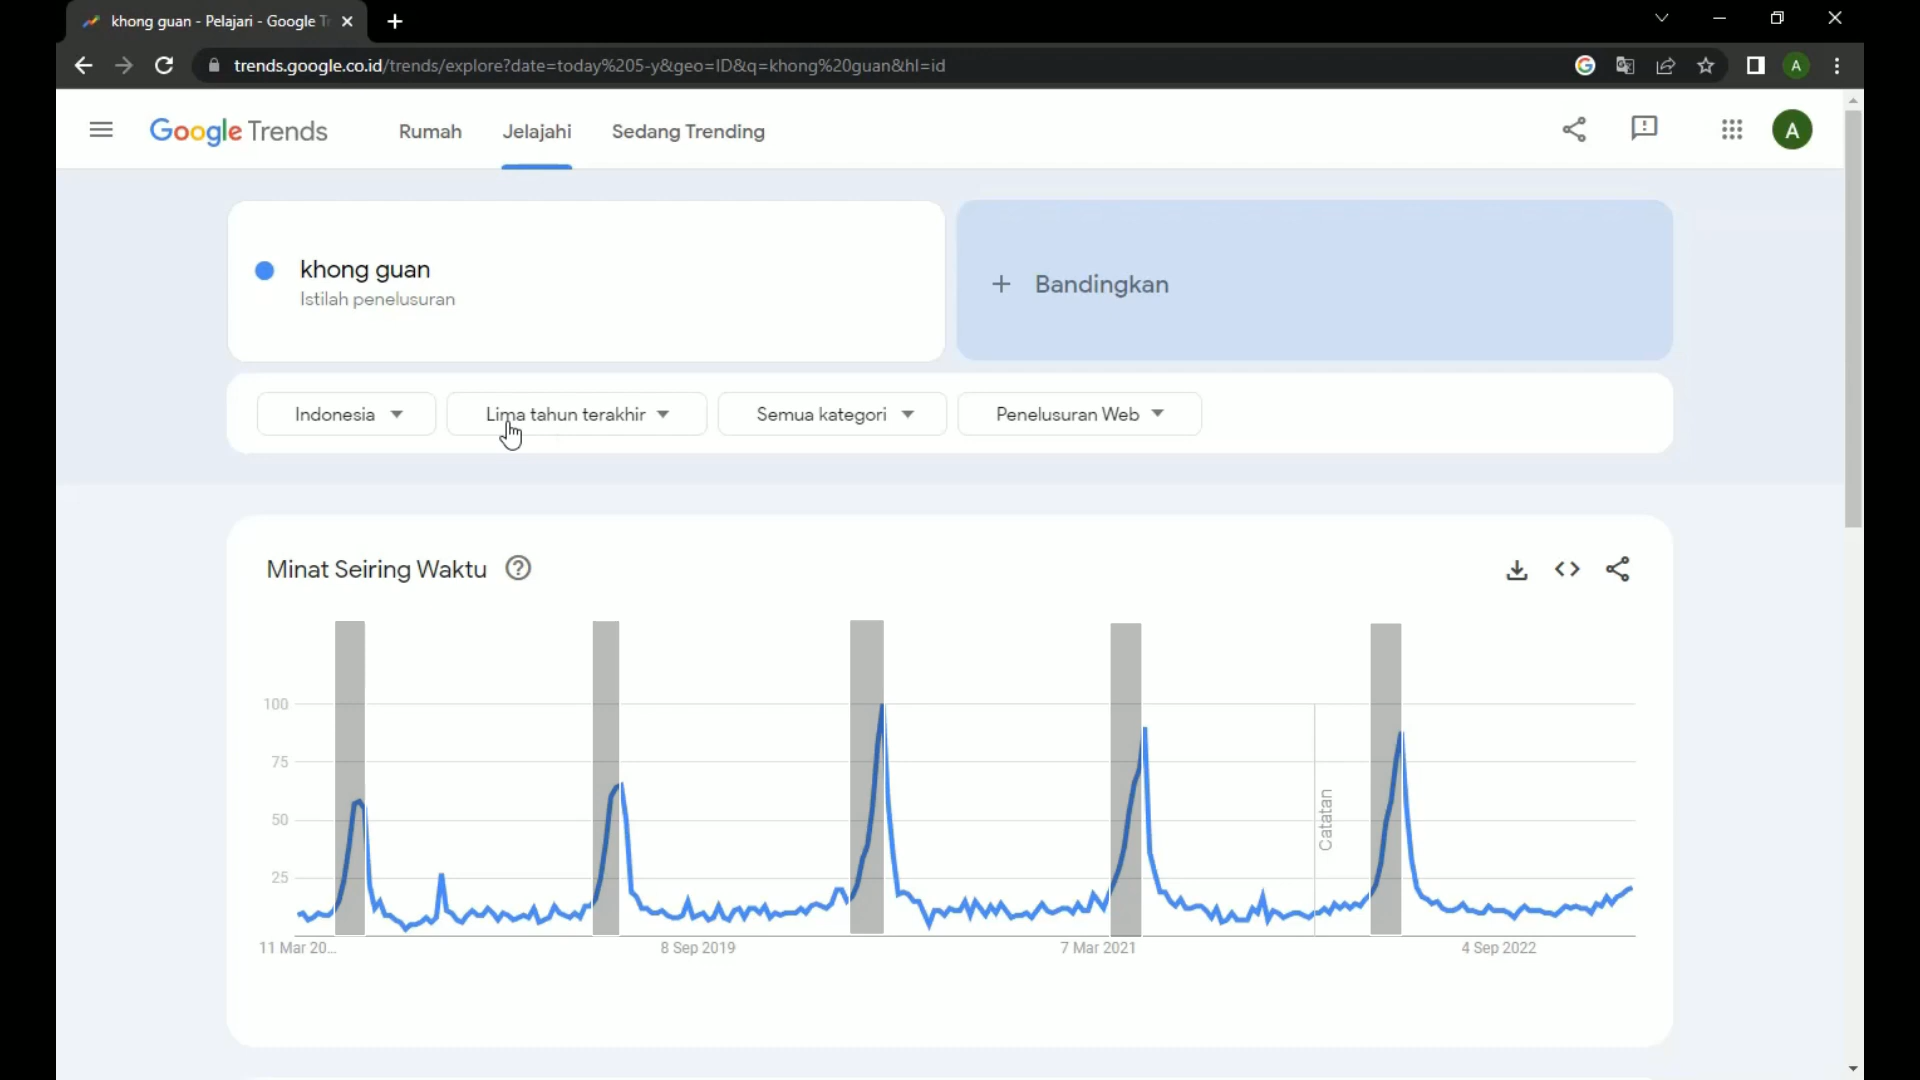 khong guan - Pelajari - Google Tr
trends.google.co.id/trends/explore?date=today%205-y&geo=ID&q=khong%20guan&hl=id
A
Google Trends
Rumah
Jelajahi
Sedang Trending
A
khong guan
Istilah penelusuran
+ Bandingkan
Indonesia
Lima tahun terakhir
Semua kategori
Penelusuran Web
Minat Seiring Waktu
100
75
50
25
Catatan
11 Mar 20...
8 Sep 2019
7 Mar 2021
4 Sep 2022